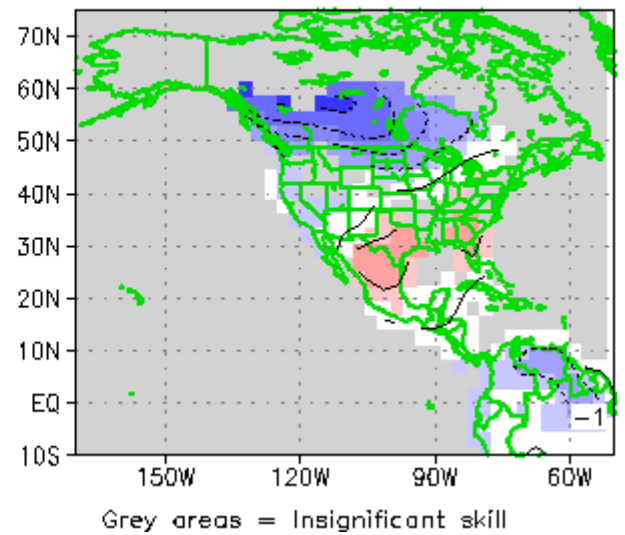 70N
60N
50N
40N
30N
20N
10N
EQ
-1
10S
150W 120W 90W 60W
Grey areas = Insignificant skill